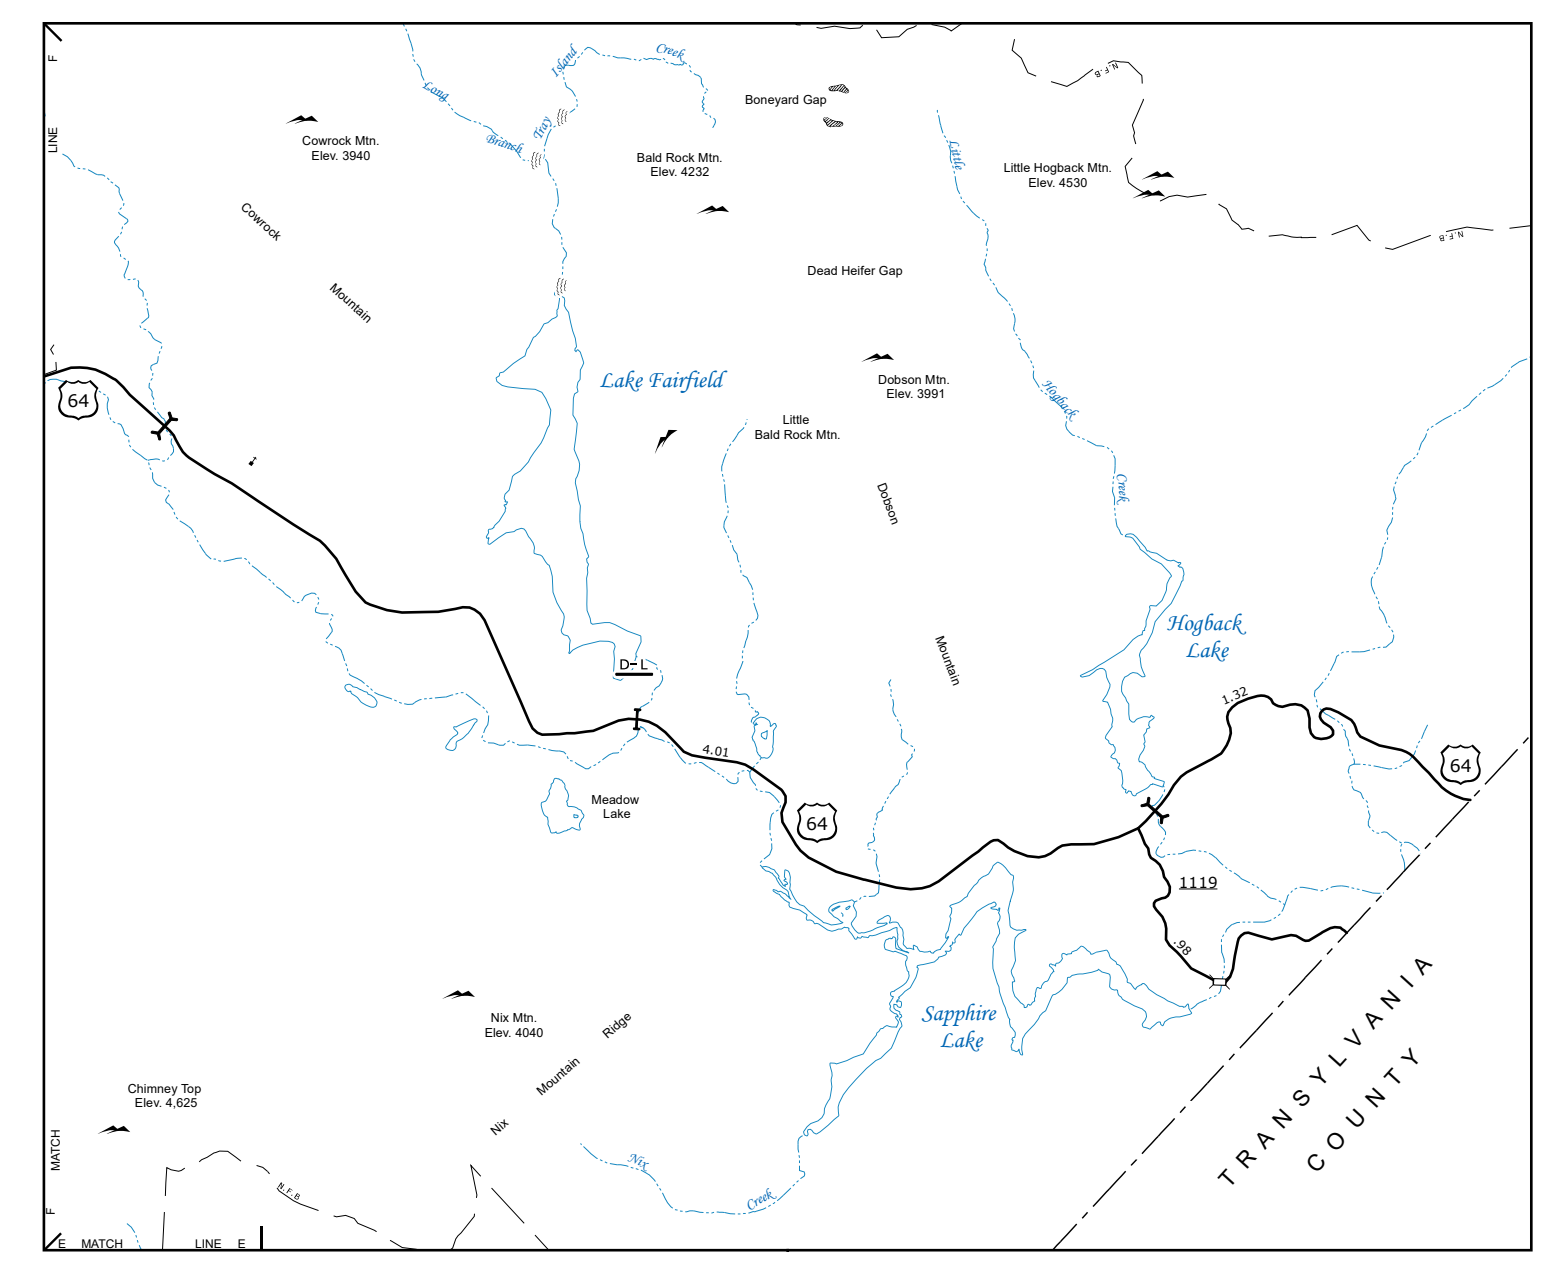 F
LINE
Long
Branch
Island
Creek
Tray
Boneyard Gap
N.F.B
Cowrock Mtn.
Elev. 3940
Bald Rock Mtn.
Elev. 4232
Little
Little Hogback Mtn.
Elev. 4530
N.F.B
Cowrock
Mountain
Dead Heifer Gap
Lake Fairfield
Dobson Mtn.
Elev. 3991
Hogback
Creek
64
Little
Bald Rock Mtn.
Dobson
Mountain
Hogback
Lake
D-L
1.32
4.01
64
Meadow
Lake
64
1119
.98
Sapphire
Lake
Nix Mtn.
Elev. 4040
Nix
Mountain
Ridge
Chimney Top
Elev. 4,625
TRANSYLVANIA
COUNTY
MATCH
F
Nix
Creek
N.F.B
E MATCH LINE E